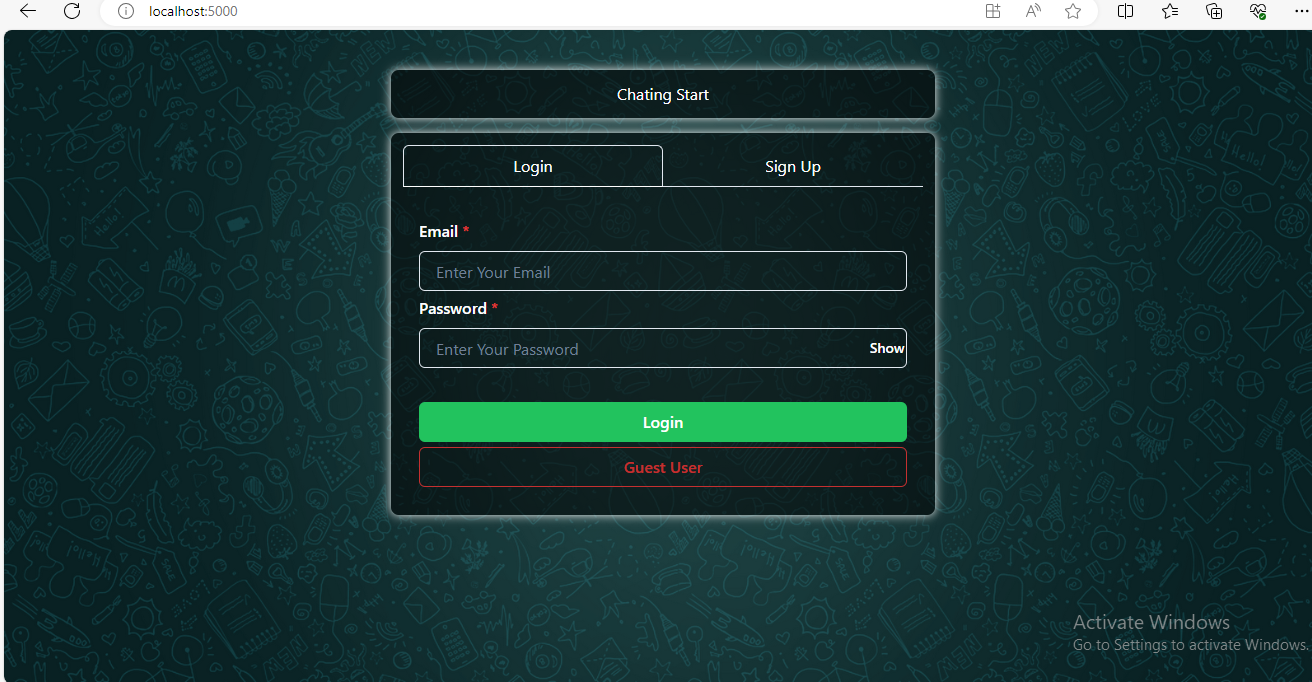 localhost:5000
Chating Start
Login
Sign Up
Email *
Enter Your Email
Password *
Enter Your Password
Show
Login
Guest User
Activate Windows
Go to Settings to activate Windows.